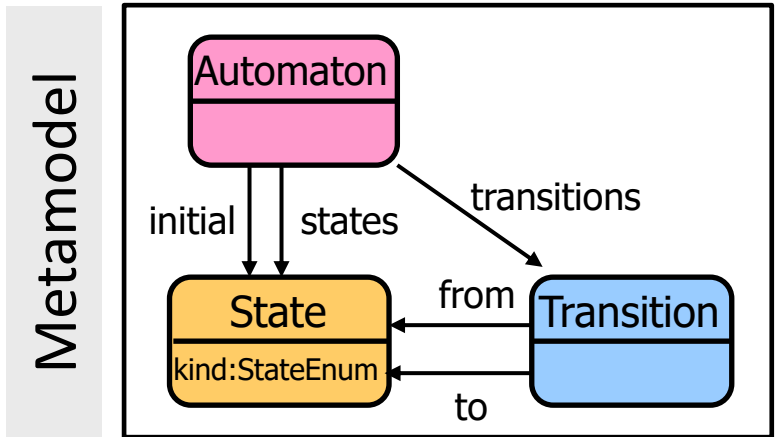 Metamodel
Automaton
initial
states
transitions
State
kind:StateEnum
from
to
Transition